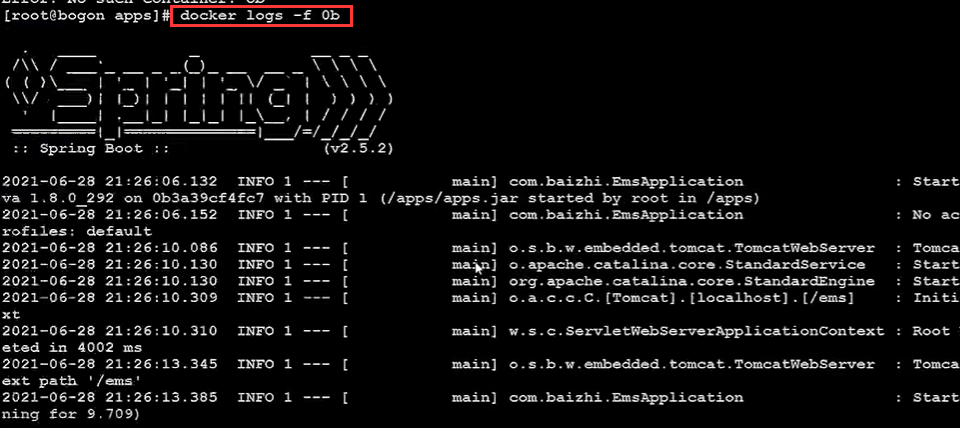 Error: No such container: 0b
[root@bogon apps]# docker logs -f 0b
:: Spring Boot ::                (v2.5.2)
2021-06-28 21:26:06.132  INFO 1 --- [           main] com.baizhi.EmsApplication                : Start
va 1.8.0_292 on 0b3a39cf4fc7 with PID 1 (/apps/apps.jar started by root in /apps)
2021-06-28 21:26:06.152  INFO 1 --- [           main] com.baizhi.EmsApplication                : No ac
rofiles: default
2021-06-28 21:26:10.086  INFO 1 --- [           main] o.s.b.w.embedded.tomcat.TomcatWebServer  : Tomca
2021-06-28 21:26:10.130  INFO 1 --- [           main] o.apache.catalina.core.StandardService   : Start
2021-06-28 21:26:10.130  INFO 1 --- [           main] org.apache.catalina.core.StandardEngine  : Start
2021-06-28 21:26:10.309  INFO 1 --- [           main] o.a.c.c.C.[Tomcat].[localhost].[/ems]    : Initi
xt
2021-06-28 21:26:10.310  INFO 1 --- [           main] w.s.c.ServletWebServerApplicationContext : Root
eted in 4002 ms
2021-06-28 21:26:13.345  INFO 1 --- [           main] o.s.b.w.embedded.tomcat.TomcatWebServer  : Tomca
ext path '/ems'
2021-06-28 21:26:13.385  INFO 1 --- [           main] com.baizhi.EmsApplication                : Start
ning for 9.709)